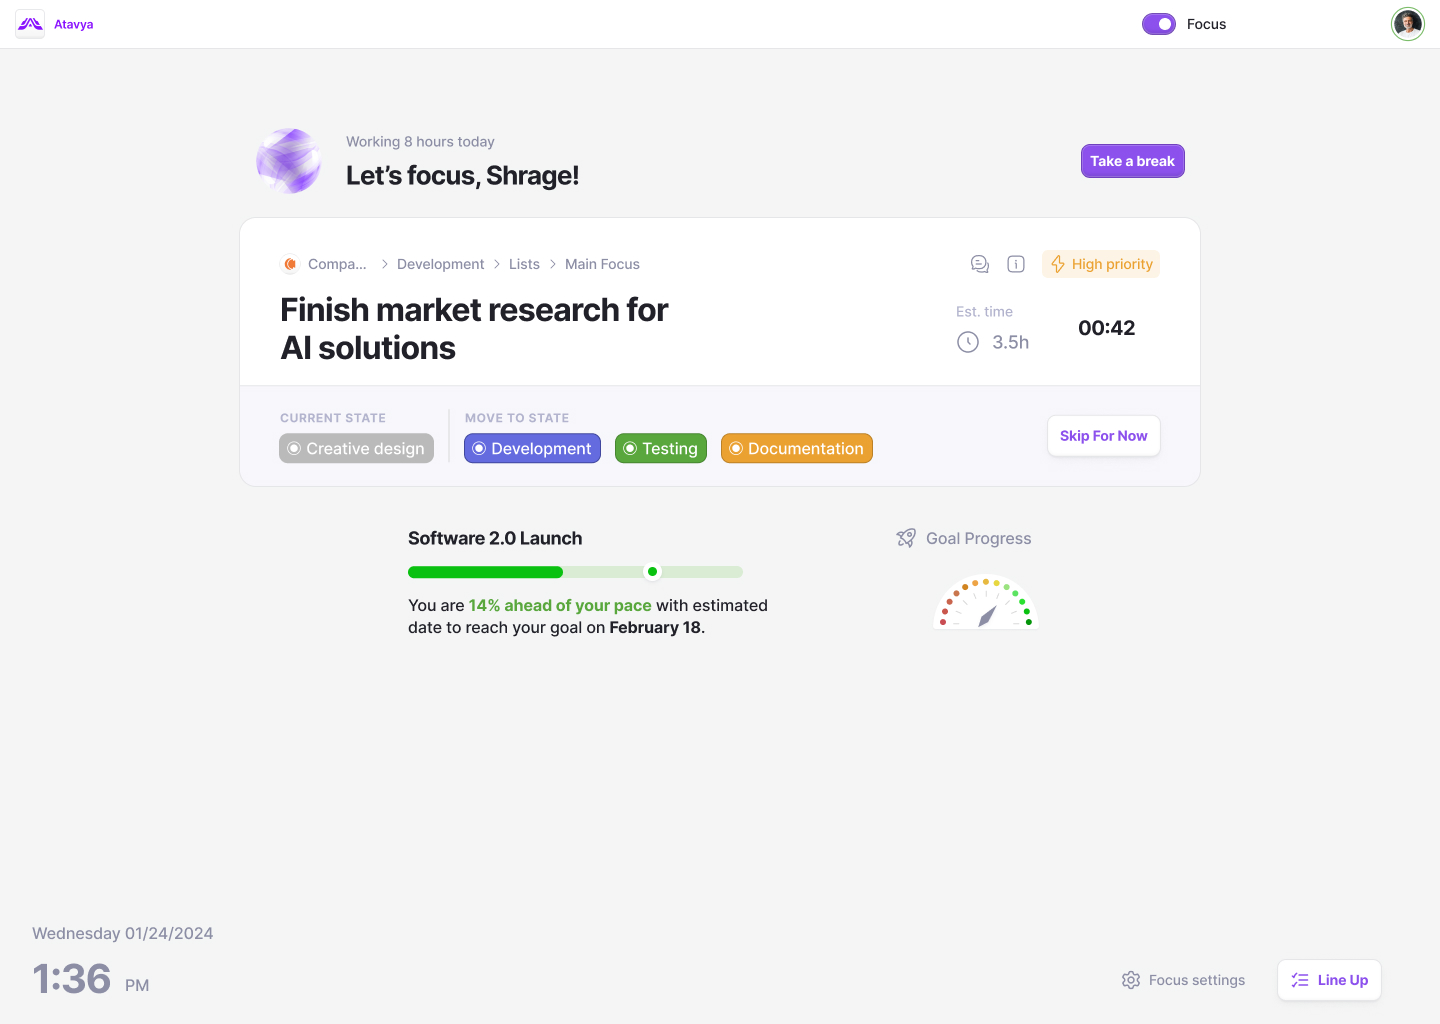 Atavya
Focus
Working 8 hours today
Let’s focus, Shrage!
Take a break
Compa... > Development > Lists > Main Focus
High priority
Finish market research for
AI solutions
Est. time
3.5h
00:42
CURRENT STATE
Creative design
MOVE TO STATE
Development
Testing
Documentation
Skip For Now
Software 2.0 Launch
You are 14% ahead of your pace with estimated
date to reach your goal on February 18.
Goal Progress
Wednesday 01/24/2024
1:36 PM
Focus settings
Line Up